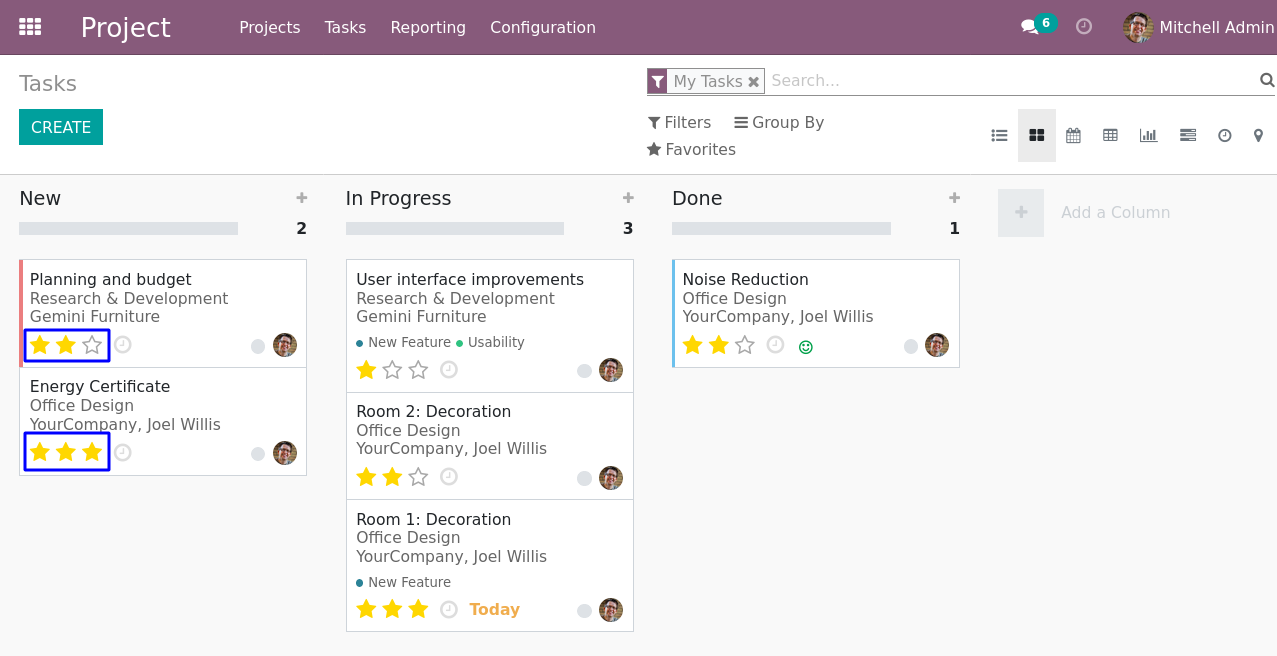 Project Projects Tasks Reporting Configuration 6 Mitchell Admin
Tasks
My Tasks Search...
CREATE
Filters Group By
Favorites
New
2
Planning and budget
Research & Development
Gemini Furniture
Energy Certificate
Office Design
YourCompany, Joel Willis
In Progress
3
User interface improvements
Research & Development
Gemini Furniture
New Feature Usability
Room 2: Decoration
Office Design
YourCompany, Joel Willis
Room 1: Decoration
Office Design
YourCompany, Joel Willis
New Feature
Today
Done
1
Noise Reduction
Office Design
YourCompany, Joel Willis
Add a Column